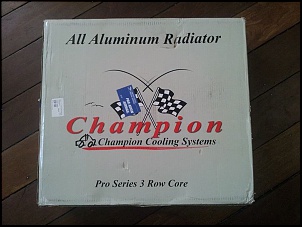 All Aluminum Radiator
Champion
Champion Cooling Systems
Pro Series 3 Row Core